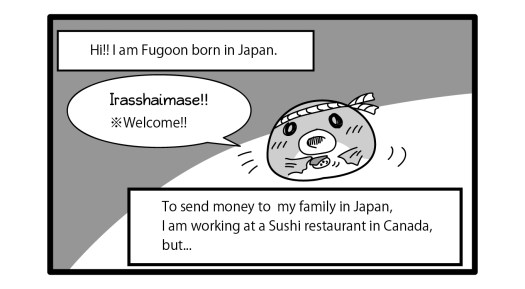 Hi!! I am Fugoon born in Japan.
Irasshaimase!!
※Welcome!!
To send money to my family in Japan,
I am working at a Sushi restaurant in Canada,
but...